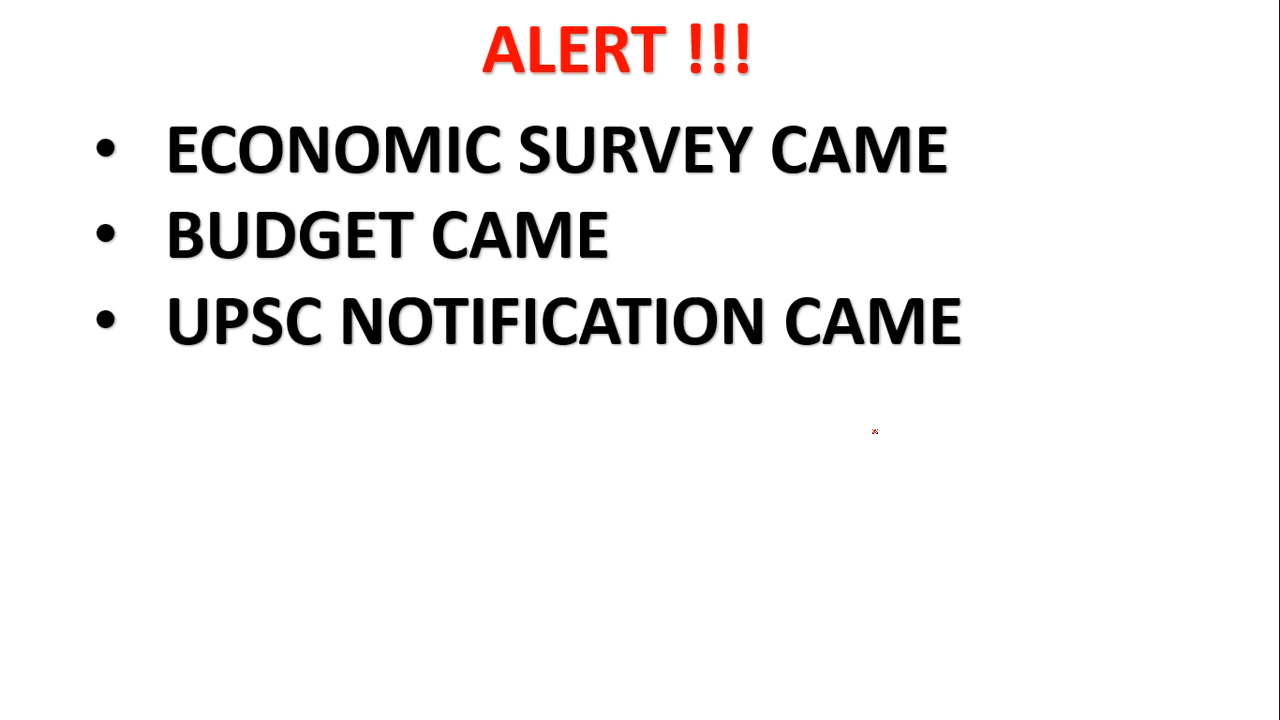 ALERT !!!
• ECONOMIC SURVEY CAME
• BUDGET CAME
• UPSC NOTIFICATION CAME